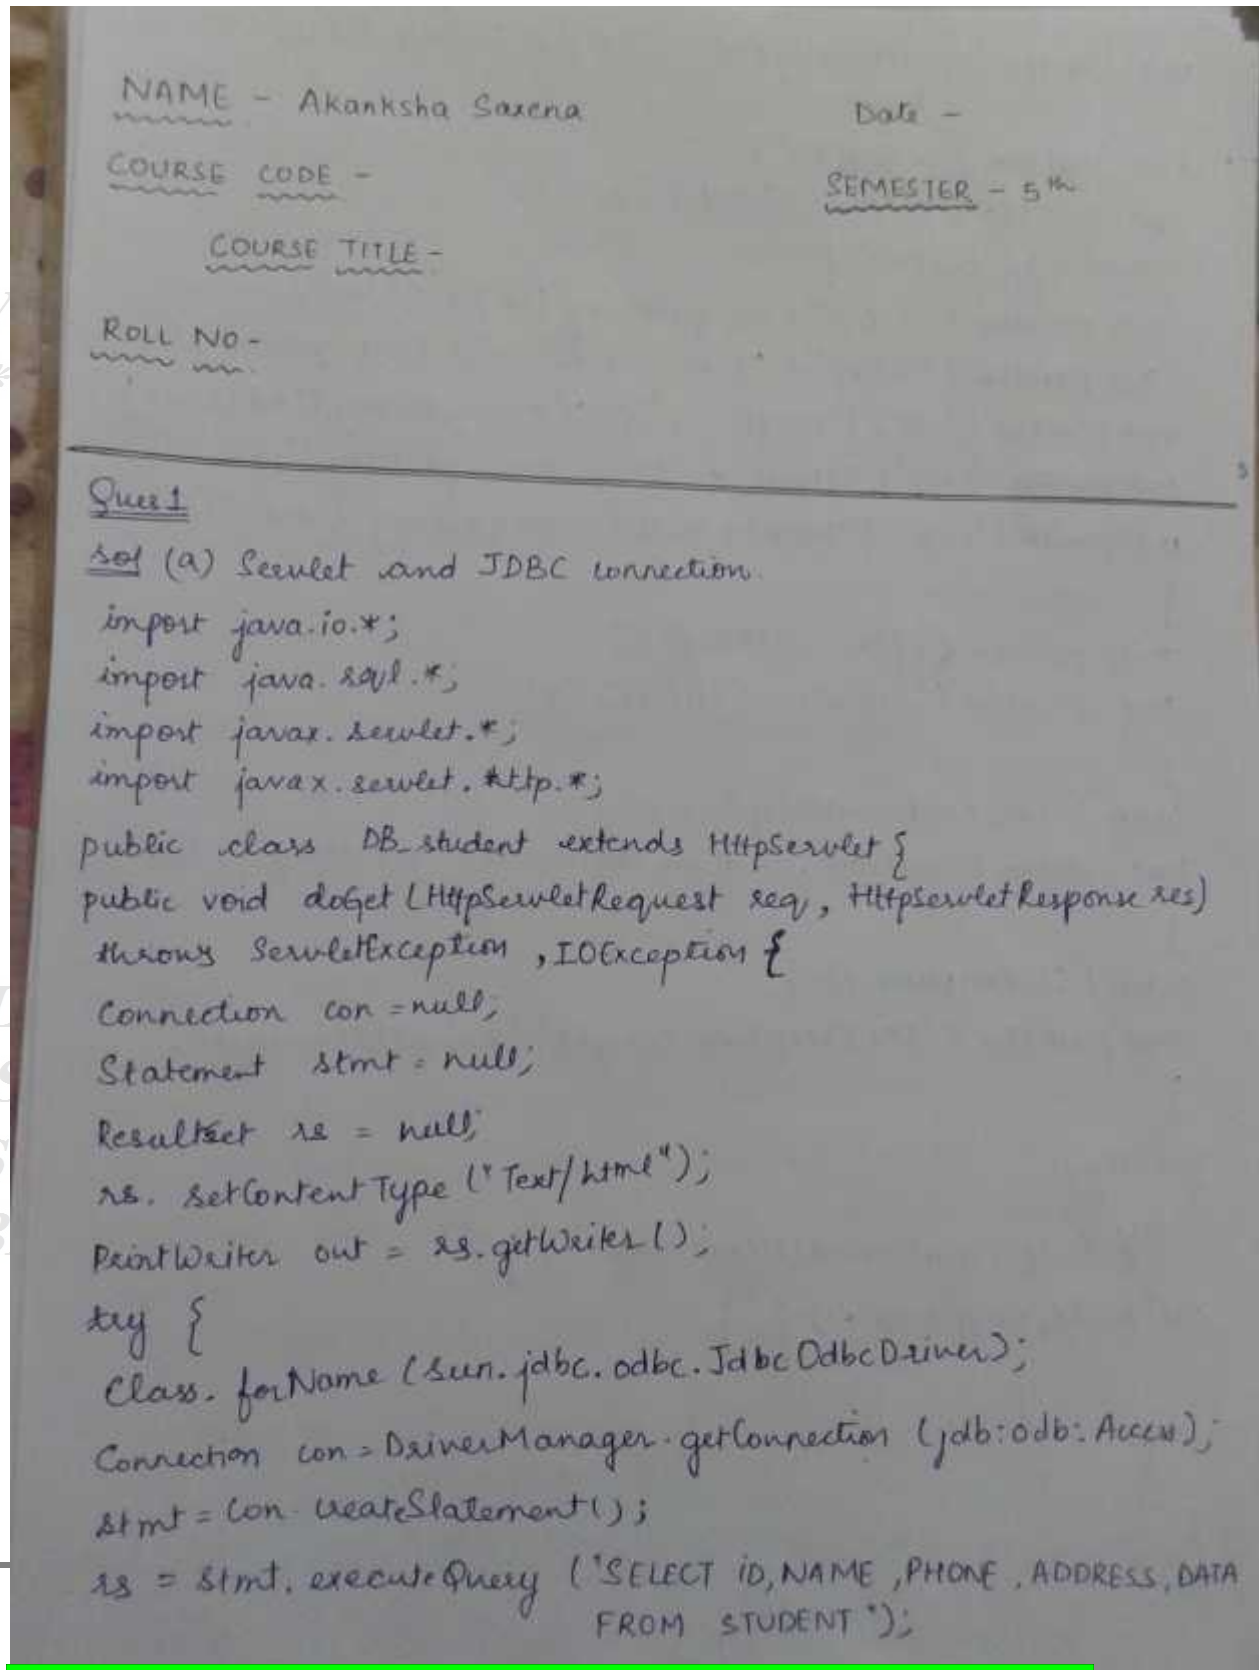 NAME - Akanksha Saxena Date -
COURSE CODE - SEMESTER - 5th
COURSE TITLE -
ROLL NO -
Ques 1
sol (a) Servlet and JDBC connection.
import java.io.*;
import java.sql.*;
import javax.servlet.*;
import javax.servlet.http.*;
public class DB_student extends HttpServlet {
public void doGet (HttpServletRequest req, HttpServletResponse res)
throws ServletException, IOException {
Connection con = null;
Statement stmt = null;
ResultSet rs = null;
rs.setContentType ("Text/html");
PrintWriter out = rs.getWriter();
try {
Class.forName (sun.jdbc.odbc.JdbcOdbcDriver);
Connection con = DriverManager.getConnection (jdb:odb:Access);
stmt = con.createStatement();
rs = stmt.executeQuery ("SELECT iD, NAME, PHONE, ADDRESS, DATA
FROM STUDENT");